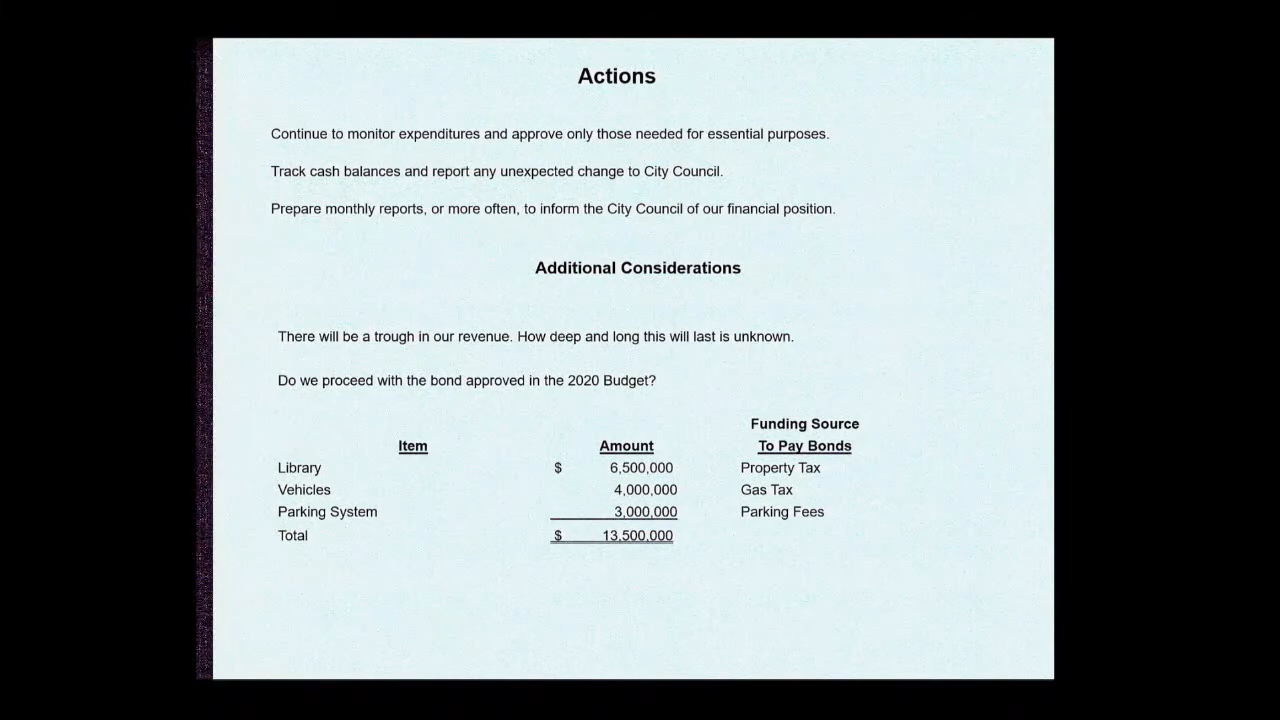 Actions
Continue to monitor expenditures and approve only those needed for essential purposes.
Track cash balances and report any unexpected change to City Council.
Prepare monthly reports, or more often, to inform the City Council of our financial position.
Additional Considerations
There will be a trough in our revenue. How deep and long this will last is unknown.
Do we proceed with the bond approved in the 2020 Budget?
Funding Source
Item Amount To Pay Bonds
Library $ 6,500,000 Property Tax
Vehicles 4,000,000 Gas Tax
Parking System 3,000,000 Parking Fees
Total $ 13,500,000